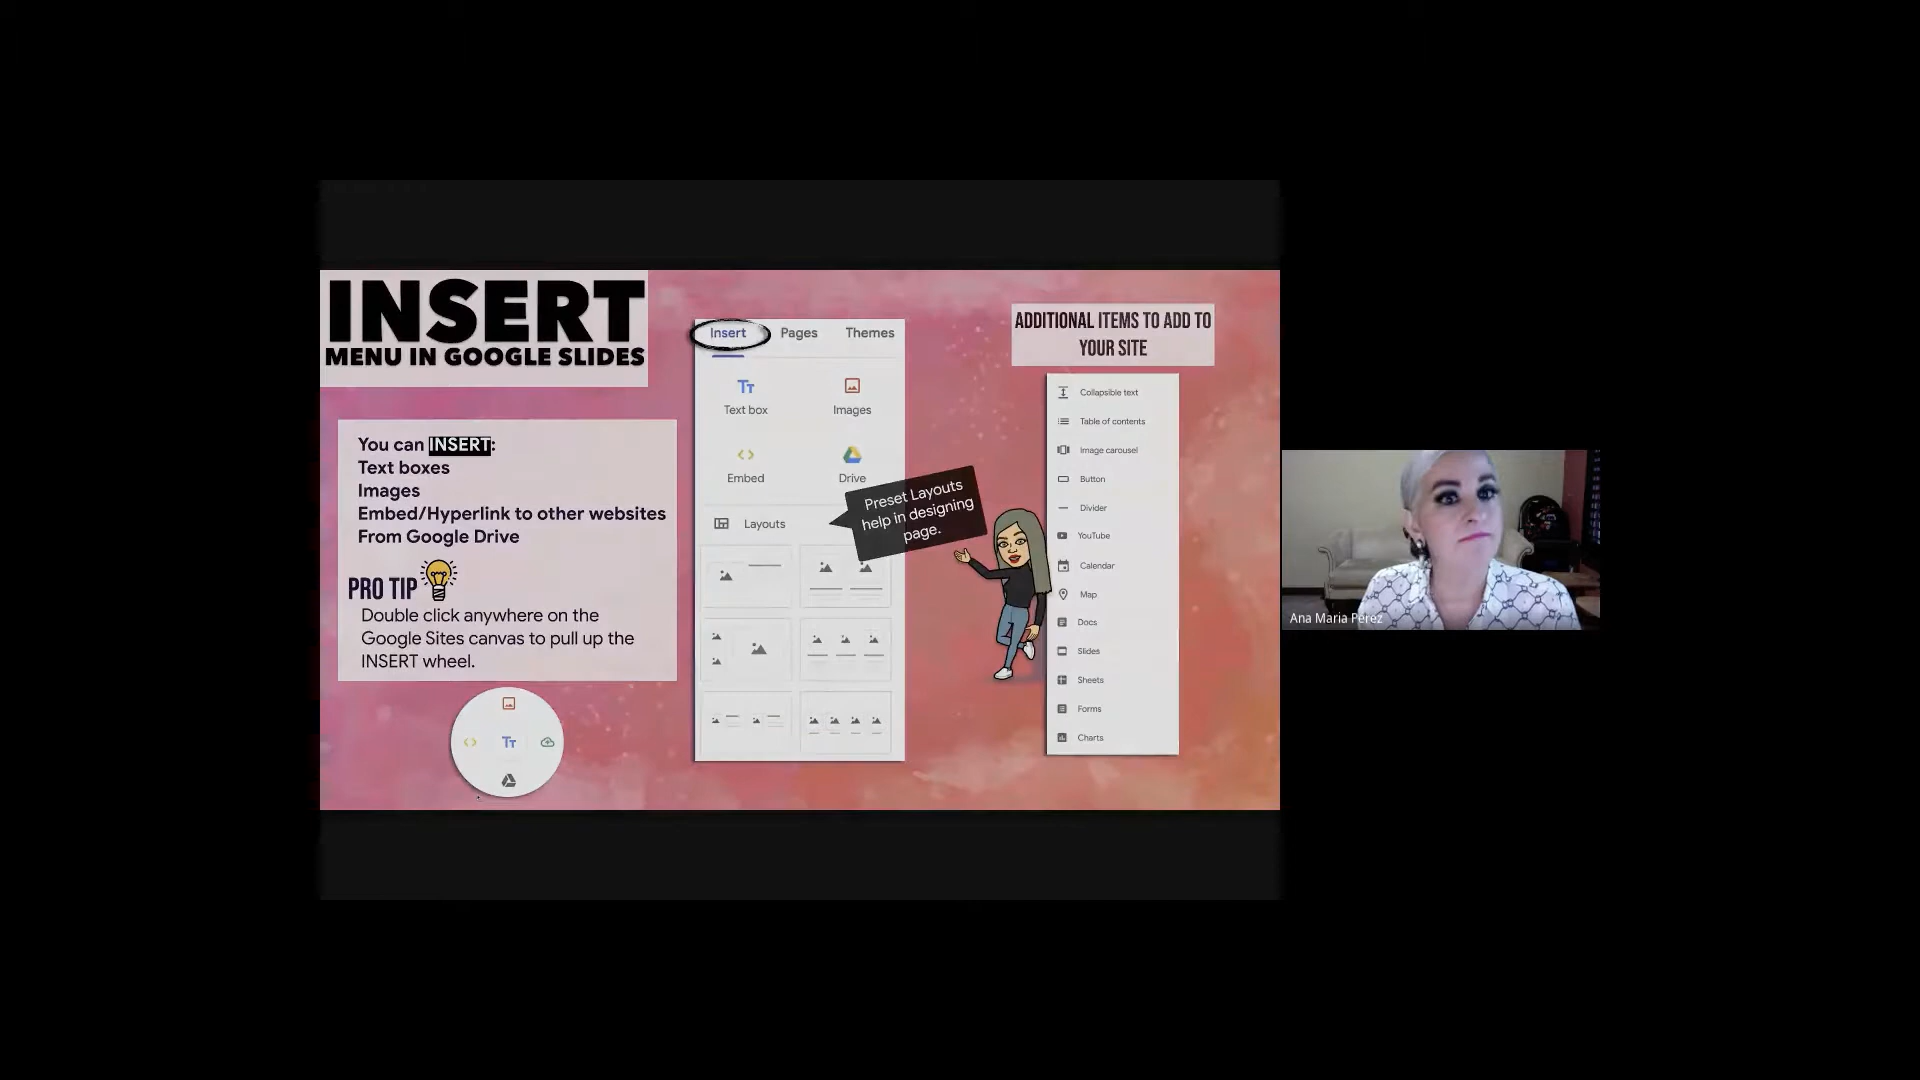 INSERT
MENU IN GOOGLE SLIDES
You can INSERT:
Text boxes
Images
Embed/Hyperlink to other websites
From Google Drive
PRO TIP
Double click anywhere on the
Google Sites canvas to pull up the
INSERT wheel.
Tт
Insert Pages Themes
Tт
Text box Images
Embed Drive
Layouts
Preset Layouts
help in designing
page.
ADDITIONAL ITEMS TO ADD TO
YOUR SITE
Collapsible text
Table of contents
Image carousel
Button
Divider
YouTube
Calendar
Map
Docs
Slides
Sheets
Forms
Charts
Ana Maria Perez